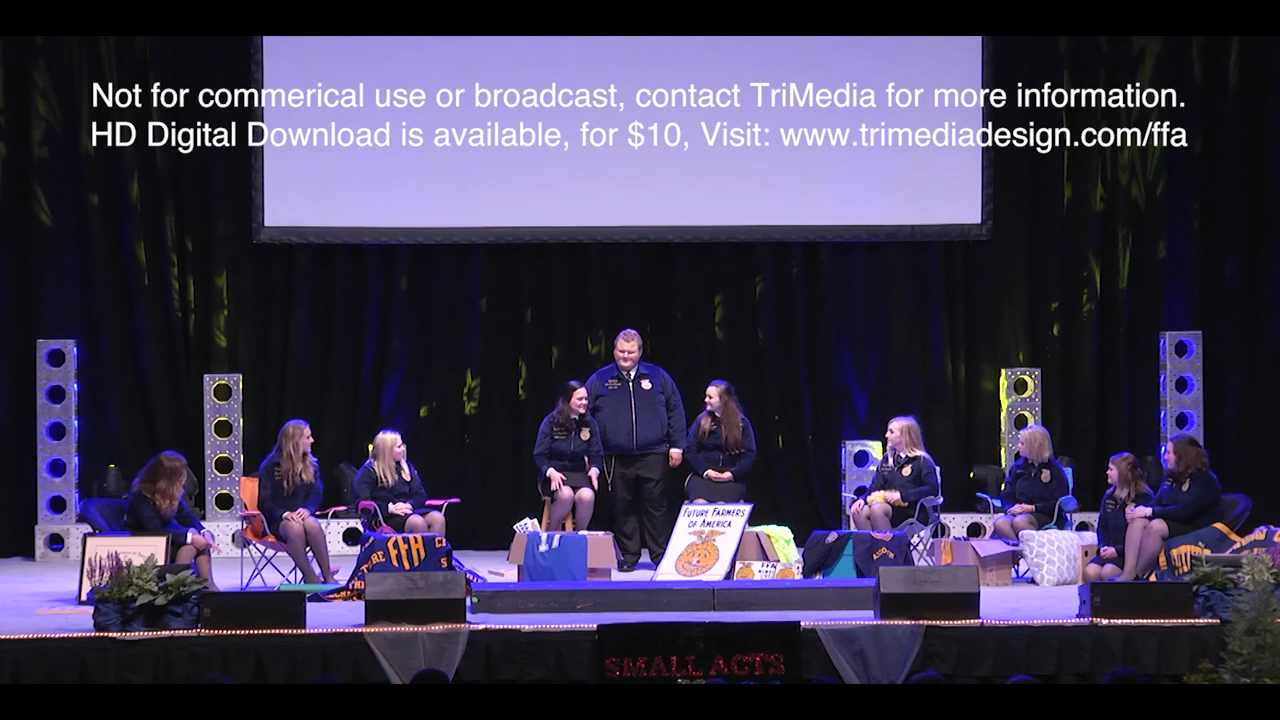 Not for commerical use or broadcast, contact TriMedia for more information.
HD Digital Download is available, for $10, Visit: www.trimediadesign.com/ffa
FUTURE FARMERS
OF AMERICA
FFA
SMALL ACTS